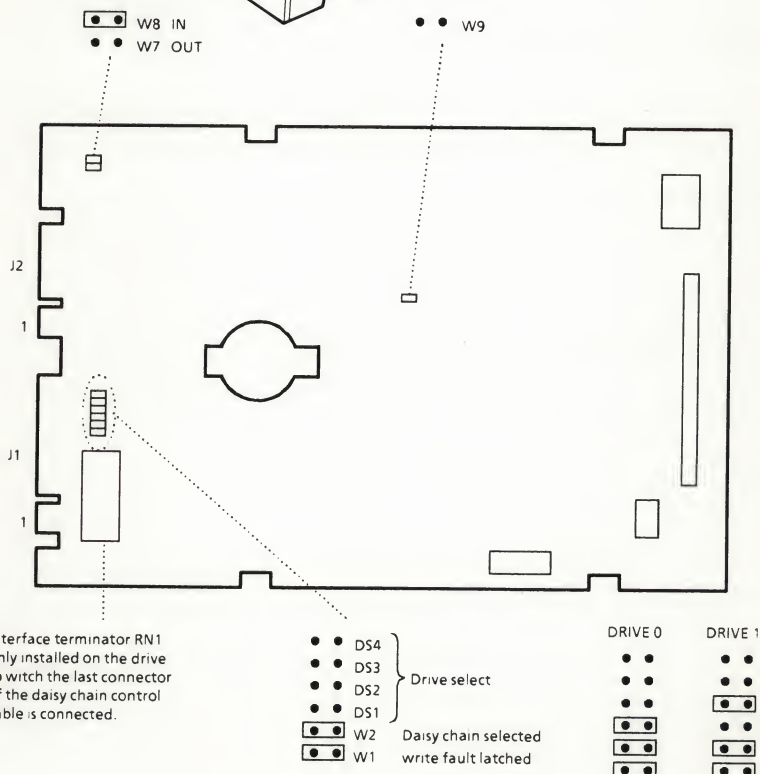 W8 IN
W7 OUT
W9
J2
1
J1
1
terface terminator RN1
nly installed on the drive
witch the last connector
f the daisy chain control
able is connected.
DS4
DS3
DS2
DS1
Drive select
W2 Daisy chain selected
W1 write fault latched
DRIVE 0 DRIVE 1